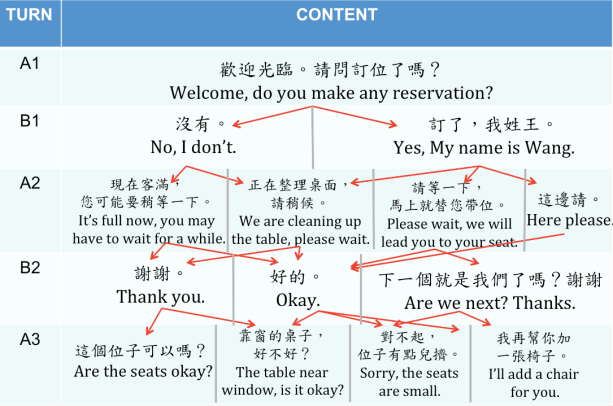 TURN CONTENT
A1
歡迎光臨。請問訂位了嗎?
Welcome, do you make any reservation?
B1
沒有。
No, I don't.
訂了,我姓王。
Yes, My name is Wang.
A2
現在客滿,
您可能要稍等一下。
It's full now, you may
have to wait for a while.
正在整理桌面,
請稍候。
We are cleaning up
the table, please wait.
請等一下,
馬上就替您帶位。
Please wait, we will
lead you to your seat.
這邊請。
Here please.
B2
謝謝。
Thank you.
好的。
Okay.
下一個就是我們了嗎?謝謝
Are we next? Thanks.
A3
這個位子可以嗎?
Are the seats okay?
靠窗的桌子,
好不好?
The table near
window, is it okay?
對不起,
位子有點兒擠。
Sorry, the seats
are small.
我再幫你加
一張椅子。
I'll add a chair
for you.